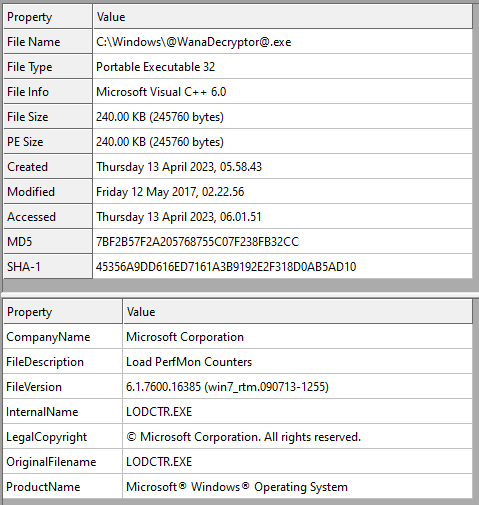 Property Value
File Name C:\Windows\@WanaDecryptor@.exe
File Type Portable Executable 32
File Info Microsoft Visual C++ 6.0
File Size 240.00 KB (245760 bytes)
PE Size 240.00 KB (245760 bytes)
Created Thursday 13 April 2023, 05.58.43
Modified Friday 12 May 2017, 02.22.56
Accessed Thursday 13 April 2023, 06.01.51
MD5 7BF2B57F2A205768755C07F238FB32CC
SHA-1 45356A9DD616ED7161A3B9192E2F318D0AB5AD10
Property Value
CompanyName Microsoft Corporation
FileDescription Load PerfMon Counters
FileVersion 6.1.7600.16385 (win7_rtm.090713-1255)
InternalName LODCTR.EXE
LegalCopyright © Microsoft Corporation. All rights reserved.
OriginalFilename LODCTR.EXE
ProductName Microsoft® Windows® Operating System